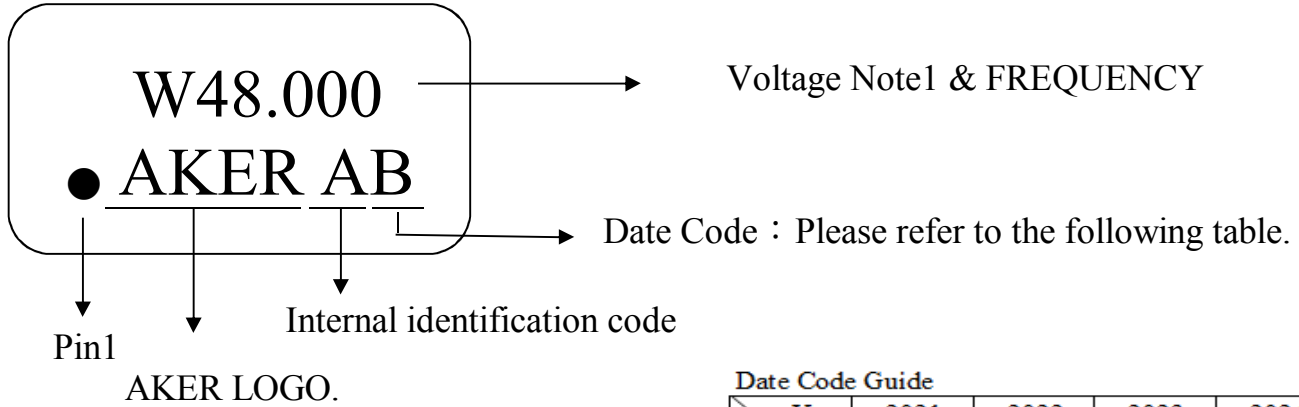 W48.000
Voltage Note1 & FREQUENCY
AKER AB
Date Code：Please refer to the following table.
Internal identification code
Pin1
AKER LOGO.
Date Code Guide